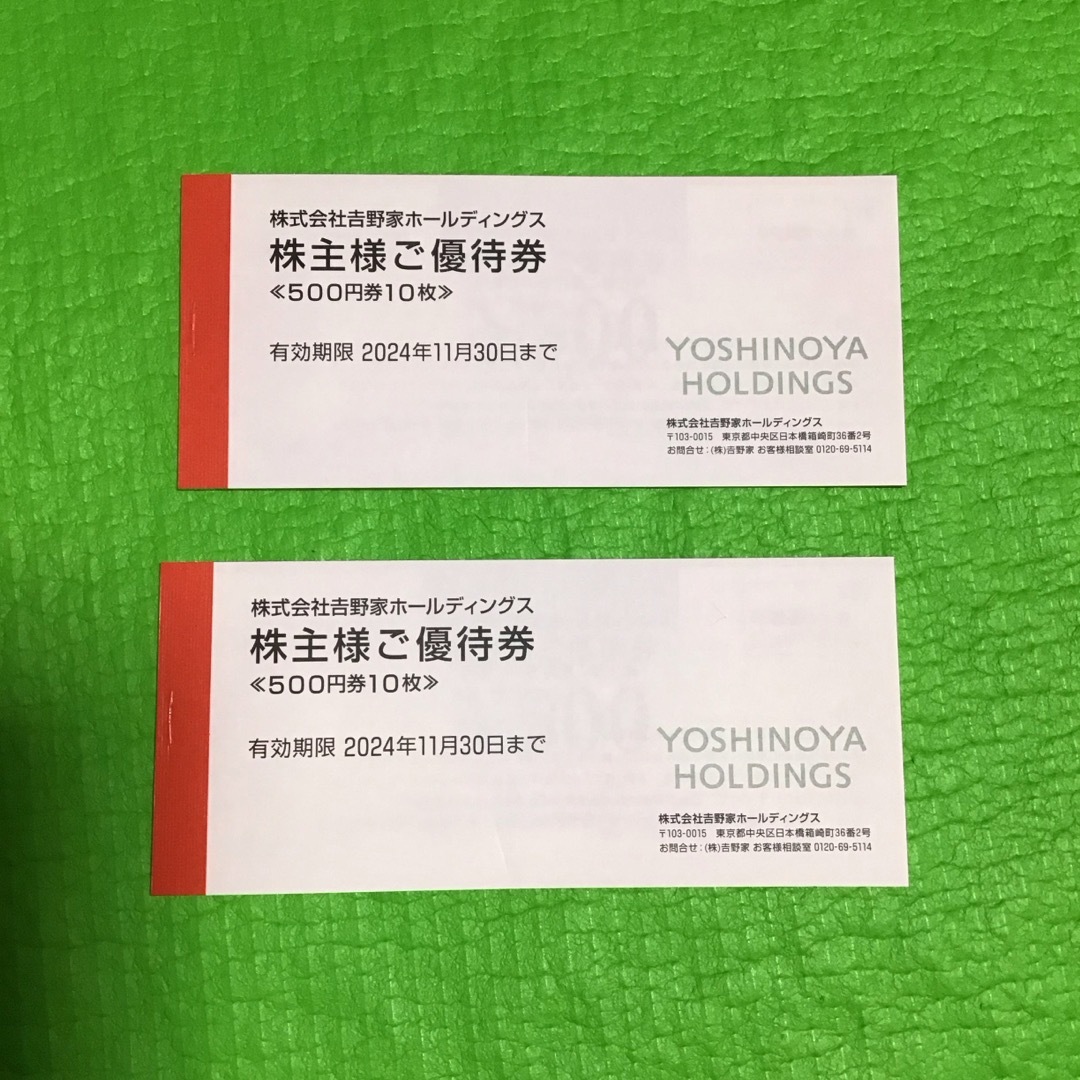 株式会社𠮷野家ホールディングス
株主様ご優待券
≪500円券10枚≫
有効期限 2024年11月30日まで
YOSHINOYA
HOLDINGS
株式会社𠮷野家ホールディングス
〒103-0015 東京都中央区日本橋箱崎町36番2号
お問合せ:(株)𠮷野家 お客様相談室 0120-69-5114
株式会社𠮷野家ホールディングス
株主様ご優待券
≪500円券10枚≫
有効期限 2024年11月30日まで
YOSHINOYA
HOLDINGS
株式会社𠮷野家ホールディングス
〒103-0015 東京都中央区日本橋箱崎町36番2号
お問合せ:(株)𠮷野家 お客様相談室 0120-69-5114